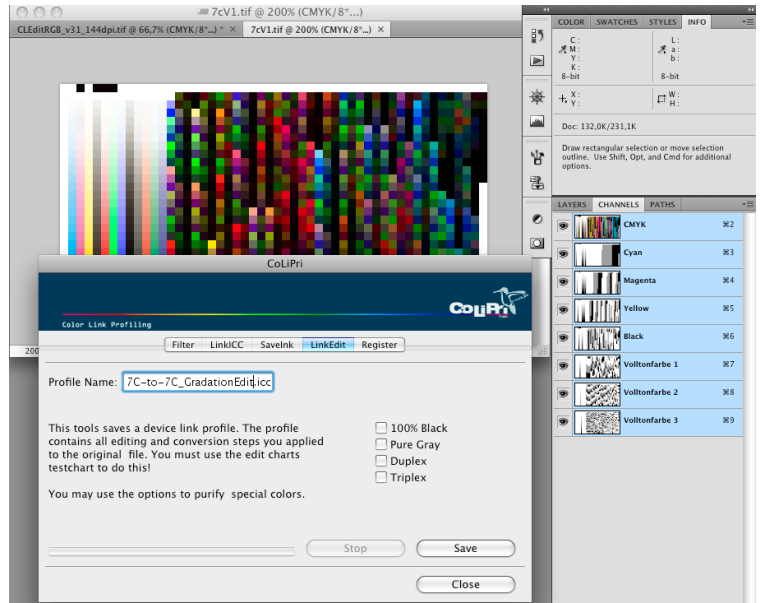 7cV1.tif @ 200% (CMYK/8*...)
CLEditRGB_v31_144dpi.tif @ 66,7% (CMYK/8*...) * ×
7cV1.tif @ 200% (CMYK/8*...) ×
COLOR SWATCHES STYLES INFO
C :
M :
Y :
K :
8-bit
L :
a :
b :
8-bit
X :
Y :
W :
H :
Doc: 132,0K/231,1K
Draw rectangular selection or move selection
outline. Use Shift, Opt, and Cmd for additional
options.
LAYERS CHANNELS PATHS
CMYK ⌘2
Cyan ⌘3
Magenta ⌘4
Yellow ⌘5
Black ⌘6
Volltonfarbe 1 ⌘7
Volltonfarbe 2 ⌘8
Volltonfarbe 3 ⌘9
CoLiPri
CoLiPri
Color Link Profiling
200
Filter LinkICC SaveInk LinkEdit Register
Profile Name: 7C-to-7C_GradationEdit.icc
This tools saves a device link profile. The profile
contains all editing and conversion steps you applied
to the original file. You must use the edit charts
testchart to do this!
You may use the options to purify special colors.
100% Black
Pure Gray
Duplex
Triplex
Stop Save
Close